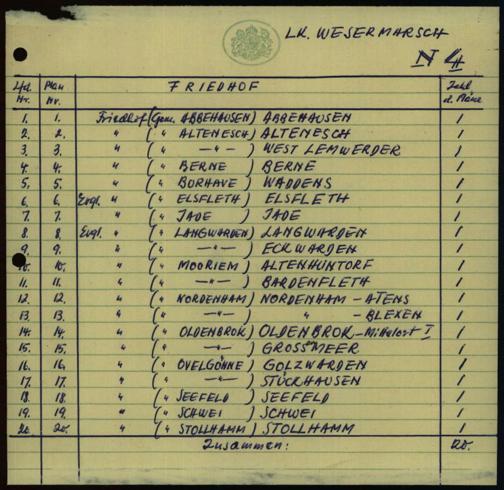 LK. WESERMARSCH
N 4
Lfd. Nr. Plan Nr. FRIEDHOF Zahl d. Pläne
1. 1. Friedhof (Gem. ABBEHAUSEN) ABBEHAUSEN 1
2. 2. " (" ALTENESCH) ALTENESCH 1
3. 3. " (" —"—) WEST LEMWERDER 1
4. 4. " (" BERNE) BERNE 1
5. 5. " (" BURHAVE) WADDENS 1
6. 6. Evgl. " (" ELSFLETH) ELSFLETH 1
7. 7. " (" JADE) JADE 1
8. 8. Evgl. " (" LANGWARDEN) LANGWARDEN 1
9. 9. " (" —"—) ECKWARDEN 1
10. 10. " (" MOORIEM) ALTENHUNTORF 1
11. 11. " (" —"—) BARDENFLETH 1
12. 12. " (" NORDENHAM) NORDENHAM - ATENS 1
13. 13. " (" —"—) " - BLEXEN 1
14. 14. " (" OLDENBROK) OLDENBROK - Mittelort I 1
15. 15. " (" —"—) GROSSENMEER 1
16. 16. " (" OVELGÖNNE) GOLZWARDEN 1
17. 17. " (" —"—) STÜCKHAUSEN 1
18. 18. " (" SEEFELD) SEEFELD 1
19. 19. " (" SCHWEI) SCHWEI 1
20. 20. " (" STOLLHAMM) STOLLHAMM 1
Zusammen: 20.